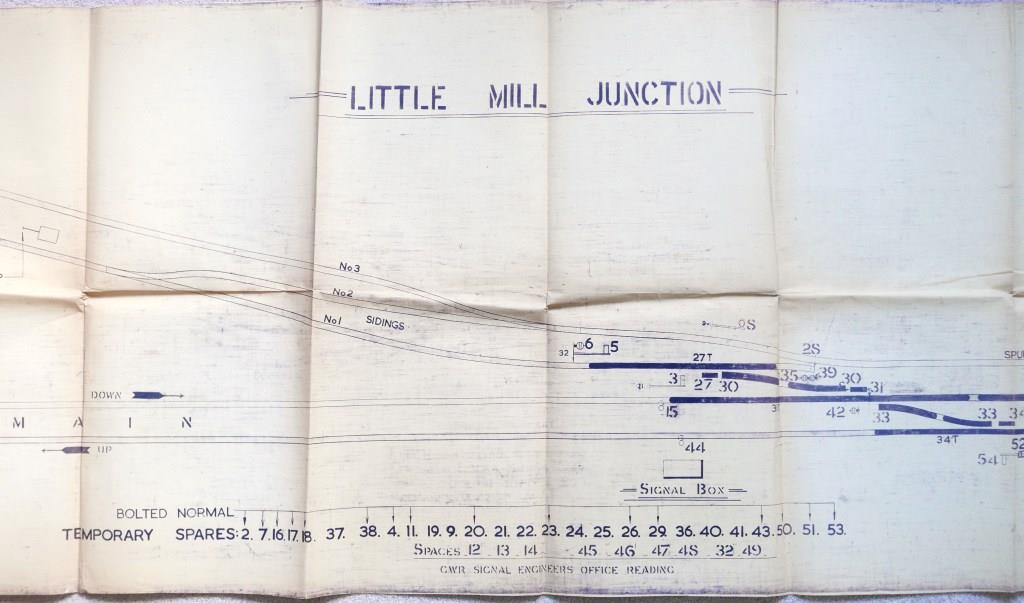 LITTLE MILL JUNCTION
No3
No2
No1 SIDINGS
6 5
32
27T
2S
SPU
3 27 30 35 39 30 31
15 42 33 33 34
DOWN
M A I N
UP
44
34T
52
54
SIGNAL BOX
BOLTED NORMAL
TEMPORARY SPARES: 2. 7. 16. 17. 18. 37. 38. 4. 11. 19. 9. 20. 21. 22. 23. 24. 25. 26. 29. 36. 40. 41. 43. 50. 51. 53.
SPACES 12 13 14 45 46 47 48 32 49
GWR SIGNAL ENGINEERS OFFICE READING